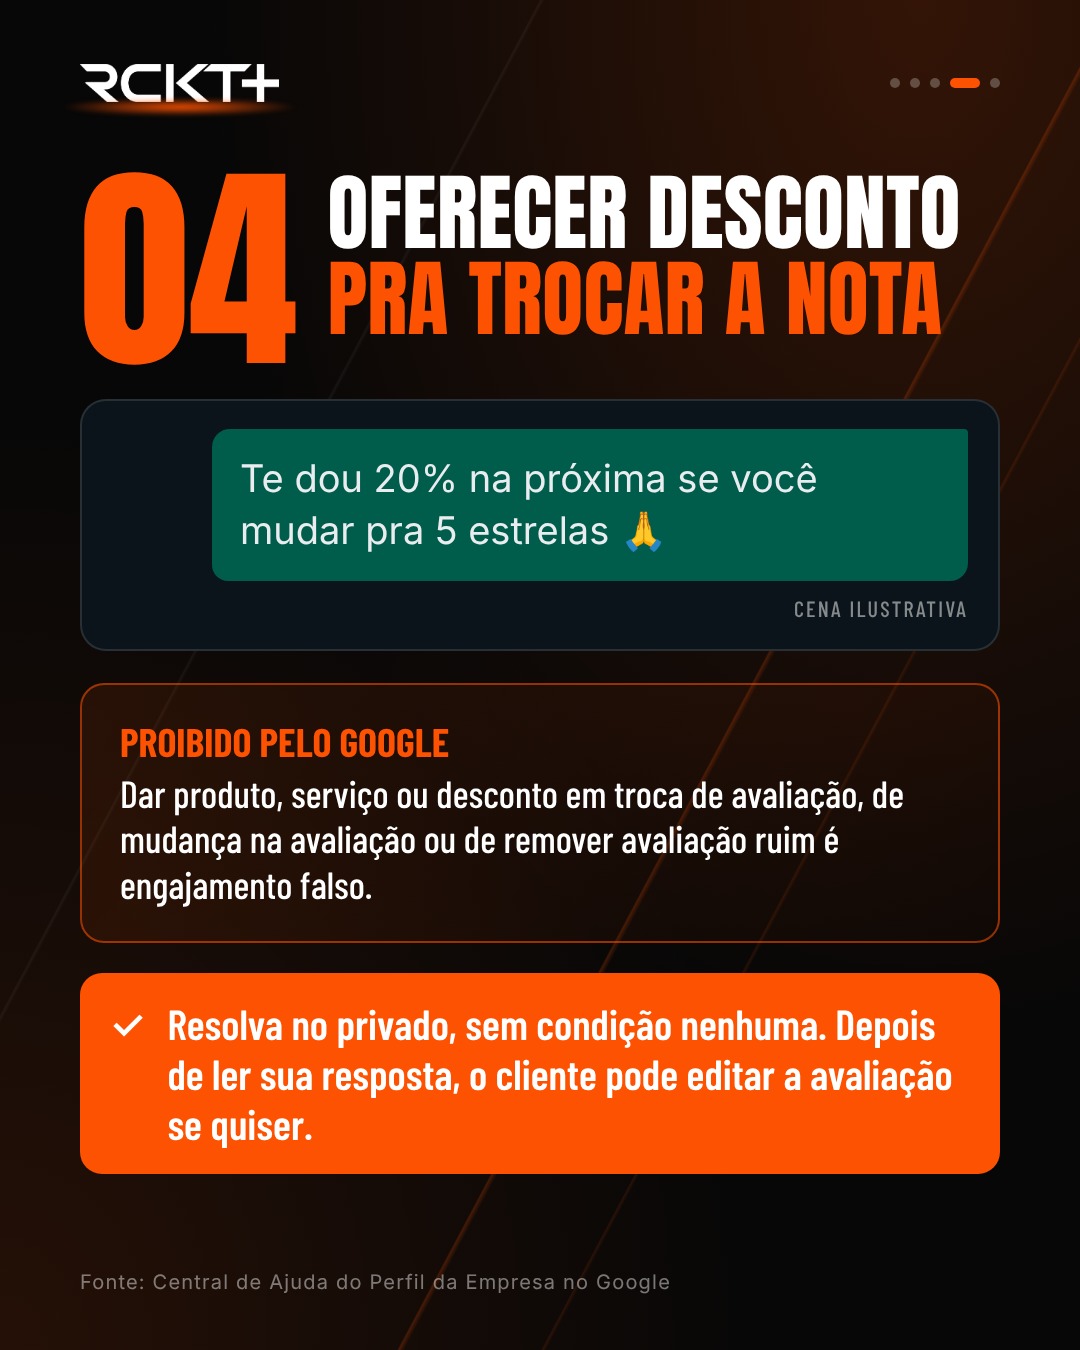 RCKT+
04
OFERECER DESCONTO
PRA TROCAR A NOTA
Te dou 20% na próxima se você
mudar pra 5 estrelas 🙏
CENA ILUSTRATIVA
PROIBIDO PELO GOOGLE
Dar produto, serviço ou desconto em troca de avaliação, de
mudança na avaliação ou de remover avaliação ruim é
engajamento falso.
Resolva no privado, sem condição nenhuma. Depois
de ler sua resposta, o cliente pode editar a avaliação
se quiser.
Fonte: Central de Ajuda do Perfil da Empresa no Google